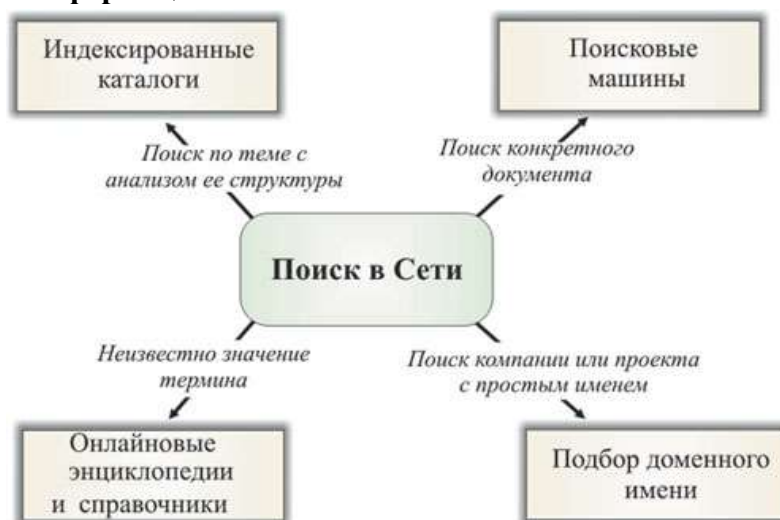 Индексированные
каталоги
Поисковые
машины
Поиск по теме с
анализом ее структуры
Поиск конкретного
документа
Поиск в Сети
Неизвестно значение
термина
Поиск компании или проекта
с простым именем
Онлайновые
энциклопедии
и справочники
Подбор доменного
имени